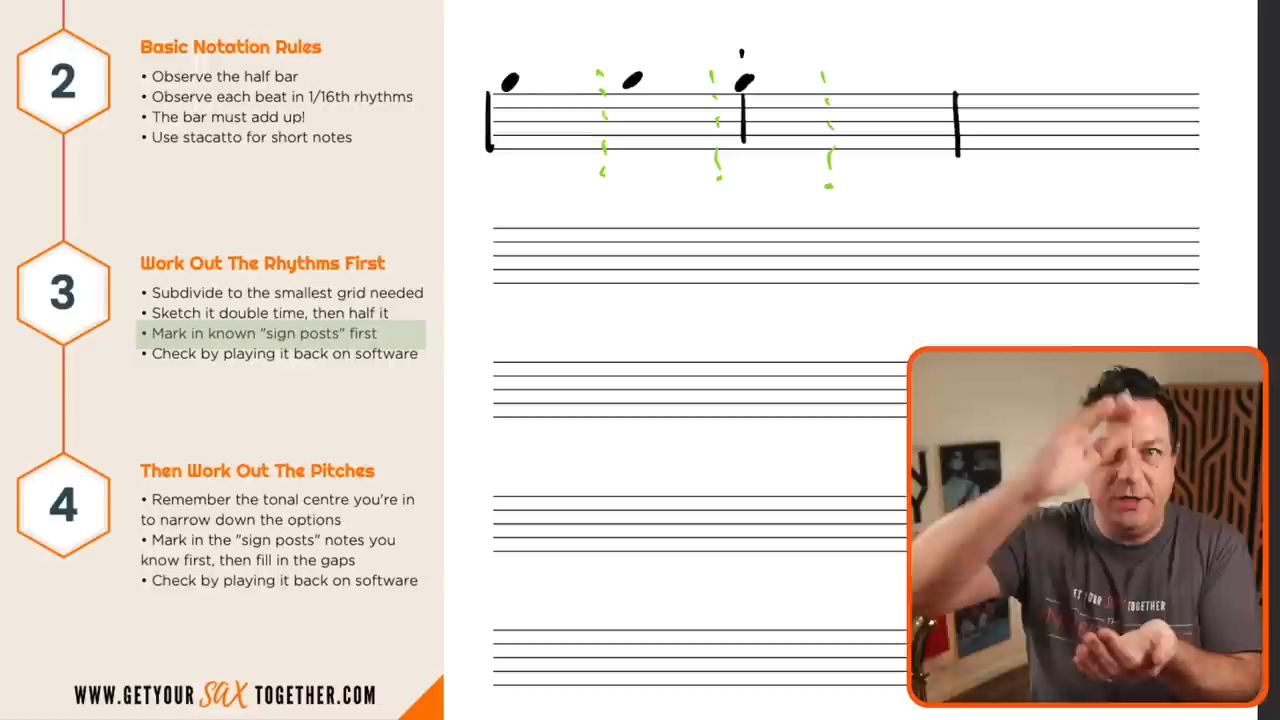 2
Basic Notation Rules
• Observe the half bar
• Observe each beat in 1/16th rhythms
• The bar must add up!
• Use stacatto for short notes
3
Work Out The Rhythms First
• Subdivide to the smallest grid needed
• Sketch it double time, then half it
• Mark in known "sign posts" first
• Check by playing it back on software
4
Then Work Out The Pitches
• Remember the tonal centre you're in
to narrow down the options
• Mark in the "sign posts" notes you
know first, then fill in the gaps
• Check by playing it back on software
WWW.GETYOUR SAX TOGETHER.COM
TOGETHER